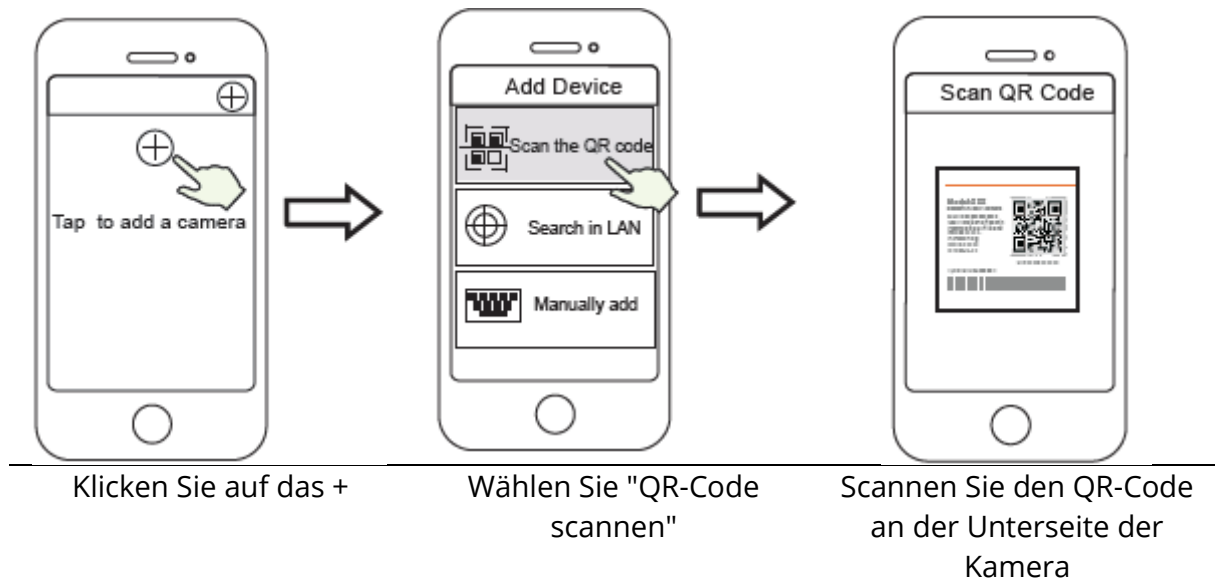 Tap to add a camera
Add Device
Scan the QR code
Search in LAN
Manually add
Scan QR Code
Klicken Sie auf das +
Wählen Sie "QR-Code
scannen"
Scannen Sie den QR-Code
an der Unterseite der
Kamera